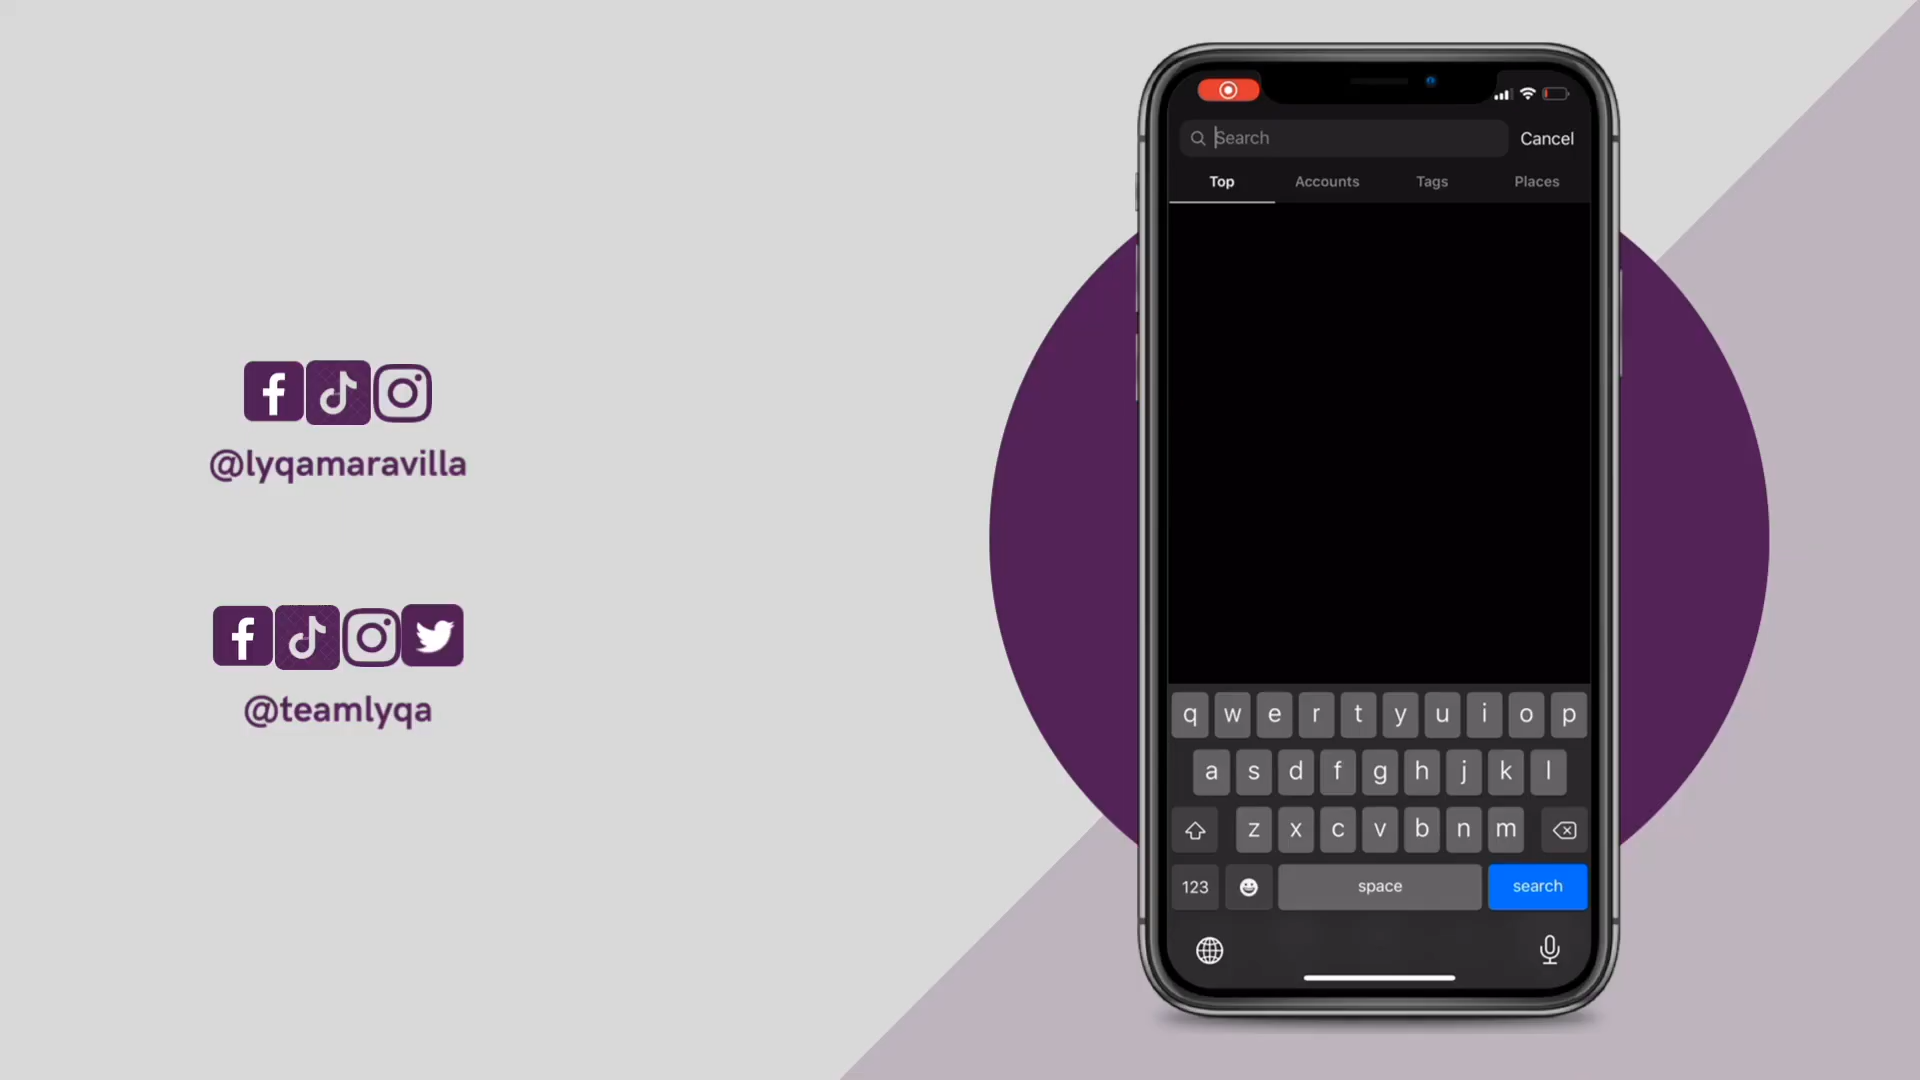 @lyqamaravilla
@teamlyqa
Search
Cancel
Top Accounts Tags Places
q w e r t y u i o p
a s d f g h j k l
z x c v b n m
123 space search